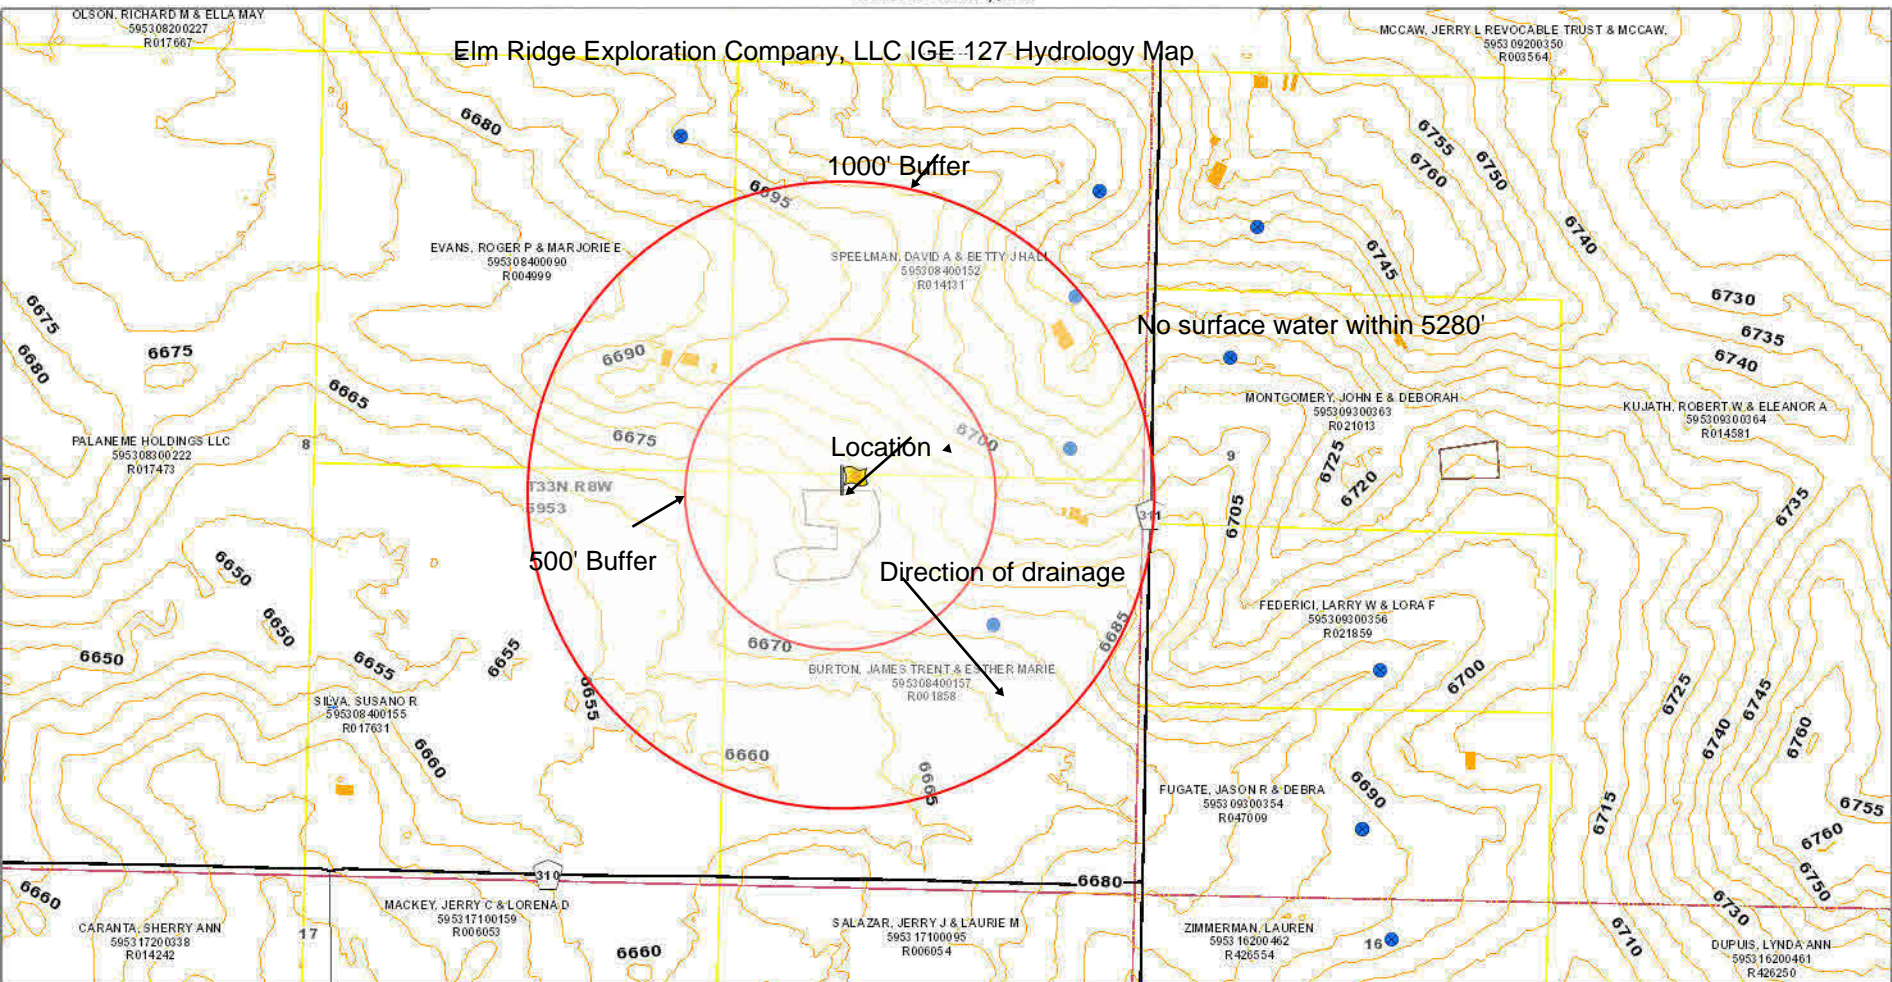 OLSON, RICHARD M & ELLA MAY
595308200227
R017667
Elm Ridge Exploration Company, LLC IGE 127 Hydrology Map
MCCAW, JERRY L REVOCABLE TRUST & MCCAW,
595309200350
R003564
6680
6755
6760
6750
1000' Buffer
6695
6740
EVANS, ROGER P & MARJORIE E
595308400090
R004999
SPEELMAN, DAVID A & BETTY J HALL
595308400152
R014131
6745
6675
6680
6675
6690
No surface water within 5280'
6730
6735
6740
6665
MONTGOMERY, JOHN E & DEBORAH
595309300363
R021013
KUJATH, ROBERT W & ELEANOR A
595309300364
R014581
PALANEME HOLDINGS LLC
595308300222
R017473
8
6675
Location
6700
9
6725
6720
T33N R8W
5953
6705
311
6735
500' Buffer
Direction of drainage
6650
6650
6650
6655
6655
6670
6685
FEDERICI, LARRY W & LORA F
595309300356
R021859
BURTON, JAMES TRENT & ESTHER MARIE
595308400157
R001858
6700
SILVA, SUSANO R
595308400155
R017631
6655
6725
6745
6740
6760
6660
6660
6665
FUGATE, JASON R & DEBRA
595309300354
R047009
6690
6715
6755
6760
6750
310
6680
6660
MACKEY, JERRY C & LORENA D
595317100159
R006053
CARANTA, SHERRY ANN
595317200338
R014242
17
6660
SALAZAR, JERRY J & LAURIE M
595317100095
R006054
ZIMMERMAN, LAUREN
595316200462
R426554
16
6730
6710
DUPUIS, LYNDA ANN
595316200461
R426250